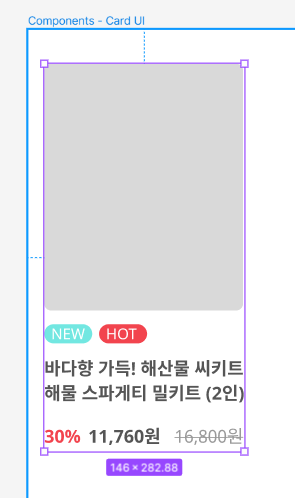 Components - Card UI
NEW HOT
바다향 가득! 해산물 씨키트
해물 스파게티 밀키트 (2인)
30% 11,760원 16,800원
146 × 282.88